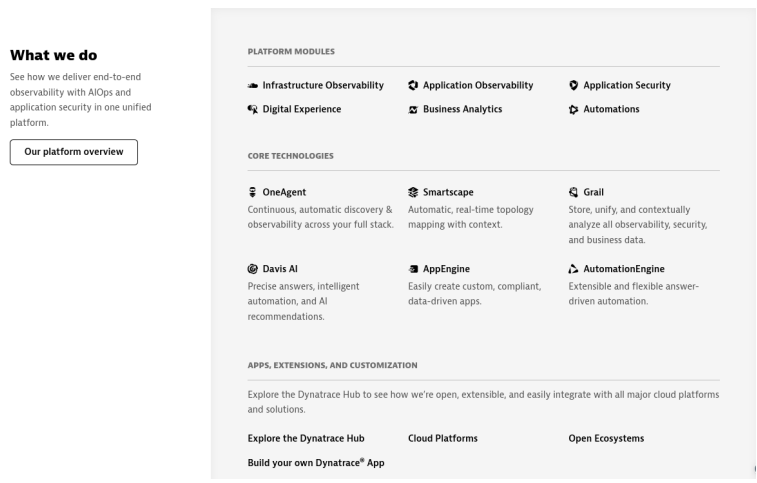 What we do
See how we deliver end-to-end
observability with AIOps and
application security in one unified
platform.
Our platform overview
PLATFORM MODULES
Infrastructure Observability
Application Observability
Application Security
Digital Experience
Business Analytics
Automations
CORE TECHNOLOGIES
OneAgent
Continuous, automatic discovery &
observability across your full stack.
Smartscape
Automatic, real-time topology
mapping with context.
Grail
Store, unify, and contextually
analyze all observability, security,
and business data.
Davis AI
Precise answers, intelligent
automation, and AI
recommendations.
AppEngine
Easily create custom, compliant,
data-driven apps.
AutomationEngine
Extensible and flexible answer-
driven automation.
APPS, EXTENSIONS, AND CUSTOMIZATION
Explore the Dynatrace Hub to see how we're open, extensible, and easily integrate with all major cloud platforms
and solutions.
Explore the Dynatrace Hub
Cloud Platforms
Open Ecosystems
Build your own Dynatrace® App